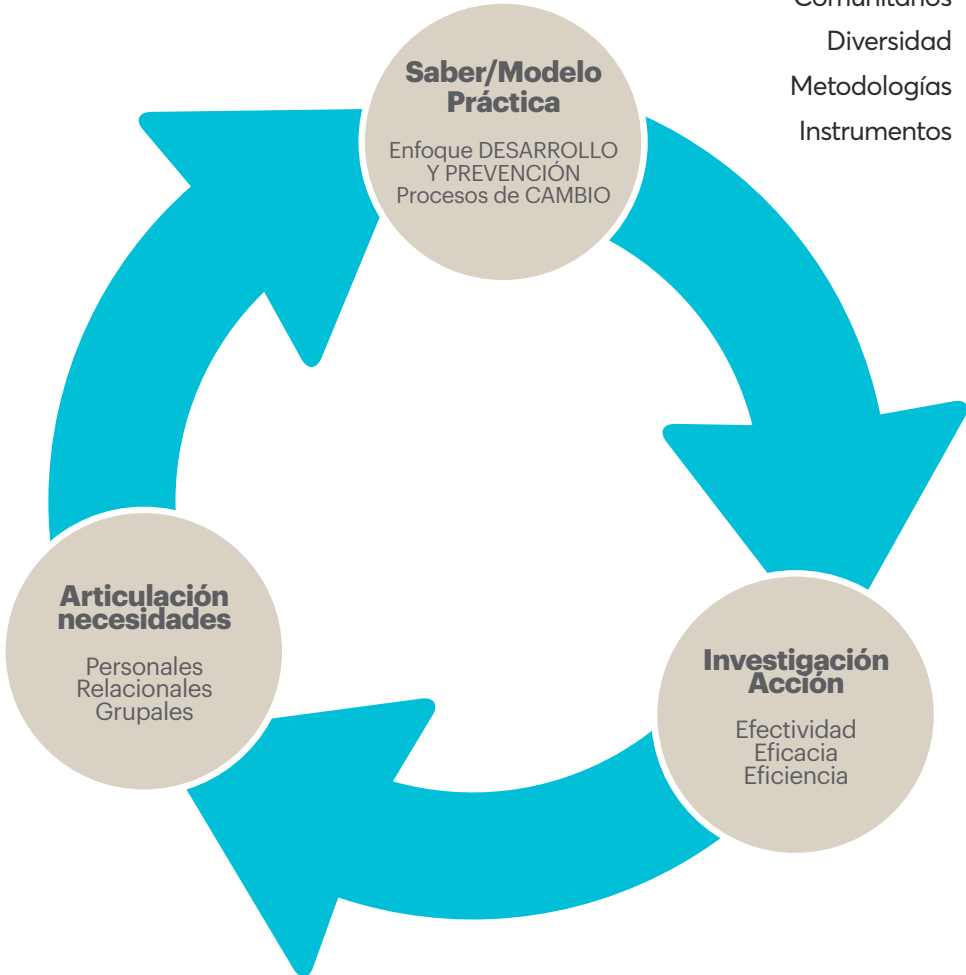 Comunitarios
Diversidad
Metodologías
Instrumentos
Saber/Modelo
Práctica
Enfoque DESARROLLO
Y PREVENCIÓN
Procesos de CAMBIO
Articulación
necesidades
Personales
Relacionales
Grupales
Investigación
Acción
Efectividad
Eficacia
Eficiencia